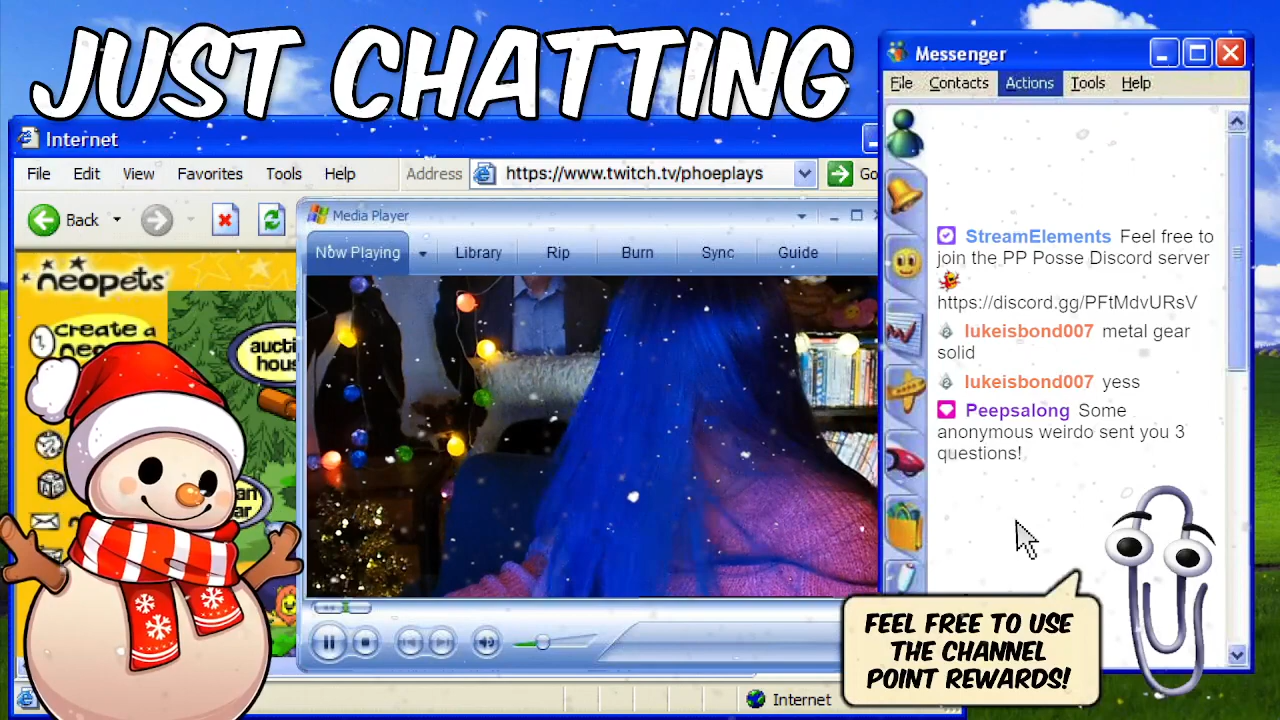 JUST CHATTING
Messenger
File Contacts Actions Tools Help
Internet
File Edit View Favorites Tools Help Address https://www.twitch.tv/phoeplays Go
Back
Media Player
Now Playing Library Rip Burn Sync Guide
neopets
create a
aucti
hous
StreamElements Feel free to
join the PP Posse Discord server
https://discord.gg/PFtMdvURsV
lukeisbond007 metal gear
solid
lukeisbond007 yess
Peepsalong Some
anonymous weirdo sent you 3
questions!
FEEL FREE TO USE
THE CHANNEL
POINT REWARDS!
Internet